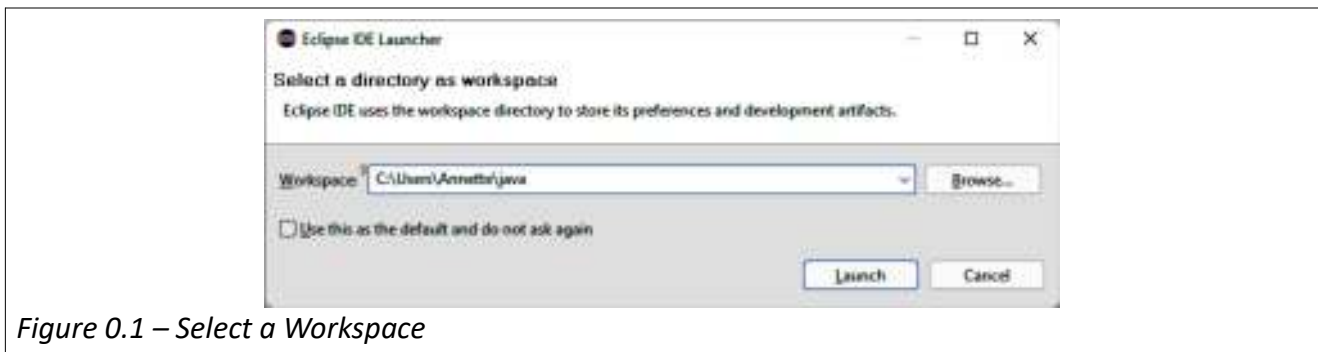 Eclipse IDE Launcher
Select a directory as workspace
Eclipse IDE uses the workspace directory to store its preferences and development artifacts.
Workspace: C:\Users\Annette\java Browse...
Use this as the default and do not ask again
Launch Cancel
Figure 0.1 – Select a Workspace